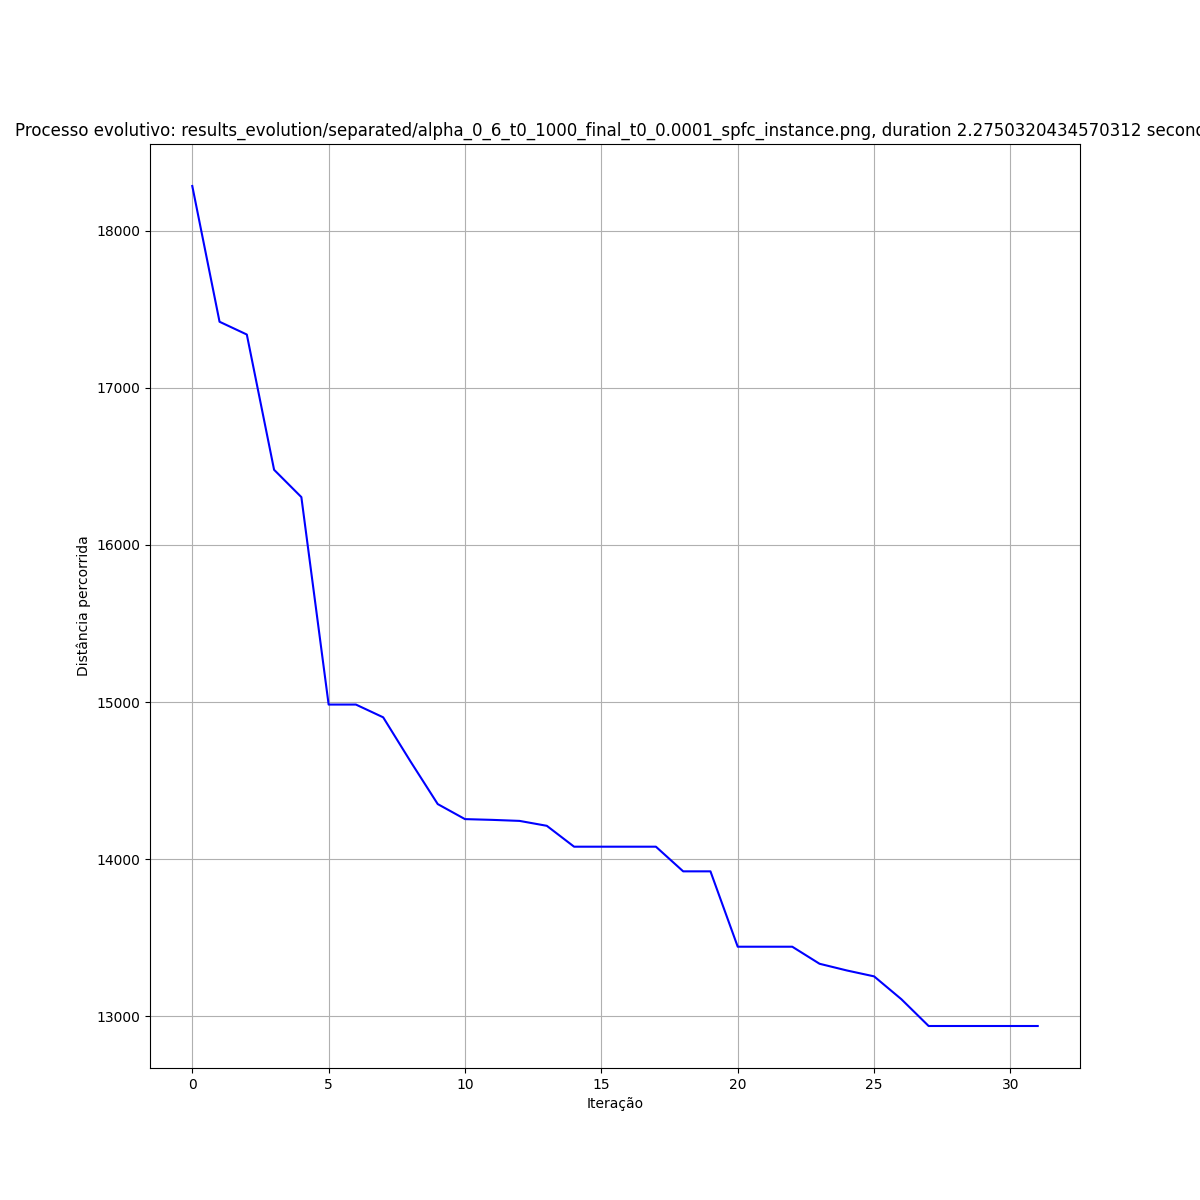 Processo evolutivo: results_evolution/separated/alpha_0_6_t0_1000_final_t0_0.0001_spfc_instance.png, duration 2.2750320434570312 secon
18000
17000
16000
15000
14000
13000
Distância percorrida
0 5 10 15 20 25 30
Iteração